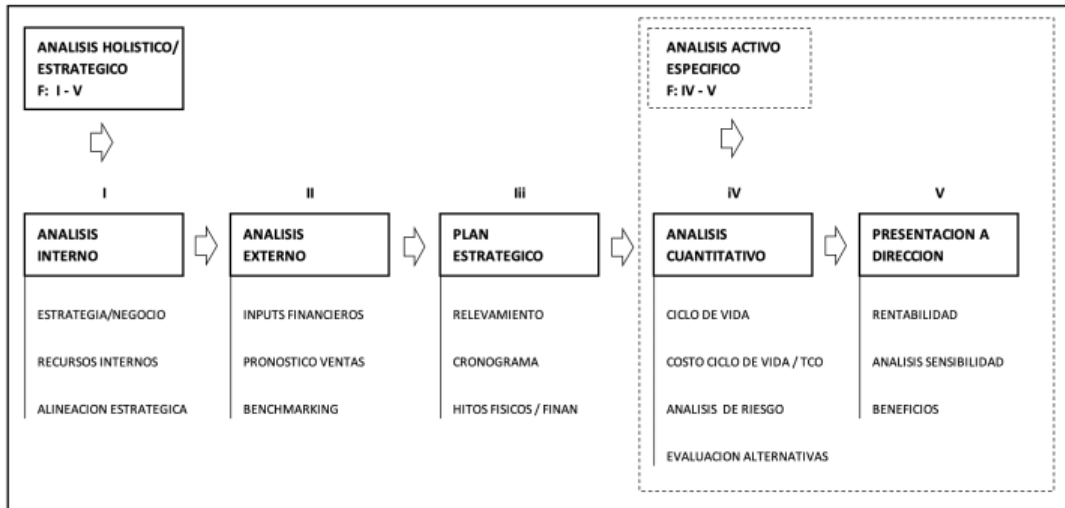 ANALISIS HOLISTICO/
ESTRATEGICO
F: I - V
ANALISIS ACTIVO
ESPECIFICO
F: IV - V
I
II
Iii
iV
V
ANALISIS
INTERNO
ANALISIS
EXTERNO
PLAN
ESTRATEGICO
ANALISIS
CUANTITATIVO
PRESENTACION A
DIRECCION
ESTRATEGIA/NEGOCIO
RECURSOS INTERNOS
ALINEACION ESTRATEGICA
INPUTS FINANCIEROS
PRONOSTICO VENTAS
BENCHMARKING
RELEVAMIENTO
CRONOGRAMA
HITOS FISICOS / FINAN
CICLO DE VIDA
COSTO CICLO DE VIDA / TCO
ANALISIS DE RIESGO
EVALUACION ALTERNATIVAS
RENTABILIDAD
ANALISIS SENSIBILIDAD
BENEFICIOS